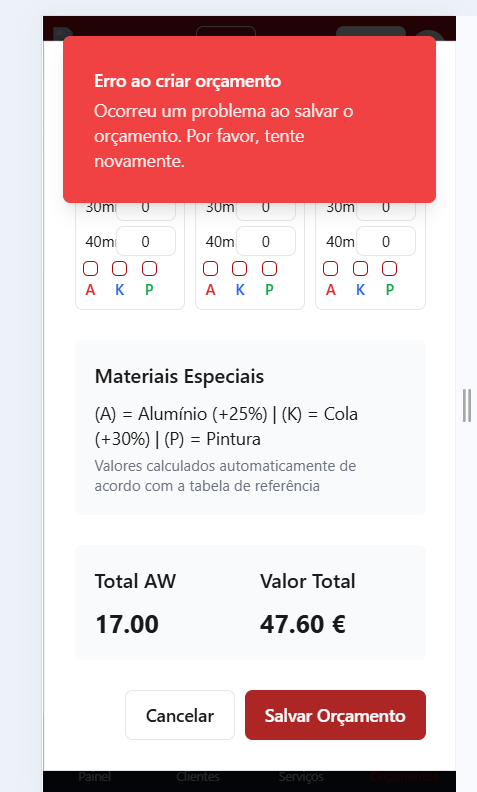 Erro ao criar orçamento
Ocorreu um problema ao salvar o
orçamento. Por favor, tente
novamente.
30m 0 30m 0 30m 0
40m 0 40m 0 40m 0
A K P A K P A K P
Materiais Especiais
(A) = Alumínio (+25%) | (K) = Cola
(+30%) | (P) = Pintura
Valores calculados automaticamente de
acordo com a tabela de referência
Total AW Valor Total
17.00 47.60 €
Cancelar Salvar Orçamento
Painel Clientes Serviços